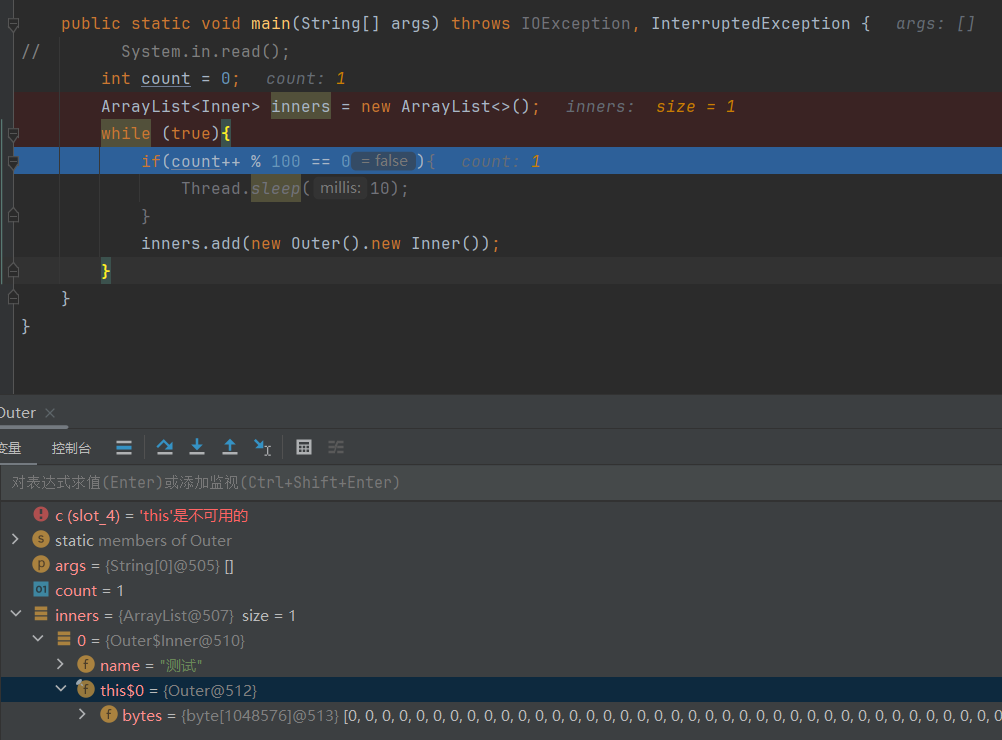 public static void main(String[] args) throws IOException, InterruptedException { args: []
// System.in.read();
int count = 0; count: 1
ArrayList<Inner> inners = new ArrayList<>(); inners: size = 1
while (true){
if(count++ % 100 == 0 = false ){ count: 1
Thread.sleep( millis: 10);
}
inners.add(new Outer().new Inner());
}
}
}
Outer ×
变量 控制台
对表达式求值(Enter)或添加监视(Ctrl+Shift+Enter)
c (slot_4) = 'this'是不可用的
static members of Outer
args = {String[0]@505} []
01 count = 1
inners = {ArrayList@507} size = 1
0 = {Outer$Inner@510}
f name = "测试"
f this$0 = {Outer@512}
f bytes = {byte[1048576]@513} [0, 0, 0, 0, 0, 0, 0, 0, 0, 0, 0, 0, 0, 0, 0, 0, 0, 0, 0, 0, 0, 0, 0, 0, 0, 0, 0, 0, 0, 0, 0, 0, 0, 0, 0, 0, 0, 0, 0